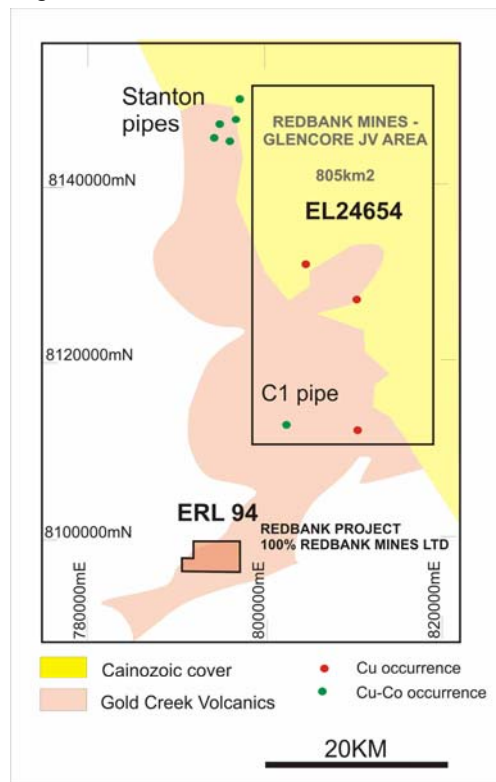 Stanton
pipes
REDBANK MINES -
GLENCORE JV AREA
8140000mN
805km2
EL24654
8120000mN
C1 pipe
ERL 94
8100000mN
REDBANK PROJECT
100% REDBANK MINES LTD
780000mE
800000mE
820000mE
Cainozoic cover
Cu occurrence
Gold Creek Volcanics
Cu-Co occurrence
20KM